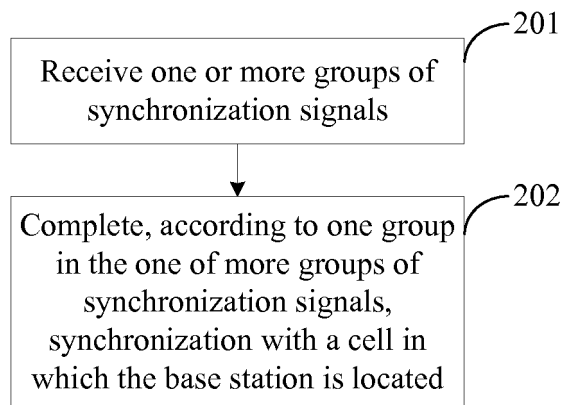 201
Receive one or more groups of
synchronization signals
202
Complete, according to one group
in the one of more groups of
synchronization signals,
synchronization with a cell in
which the base station is located